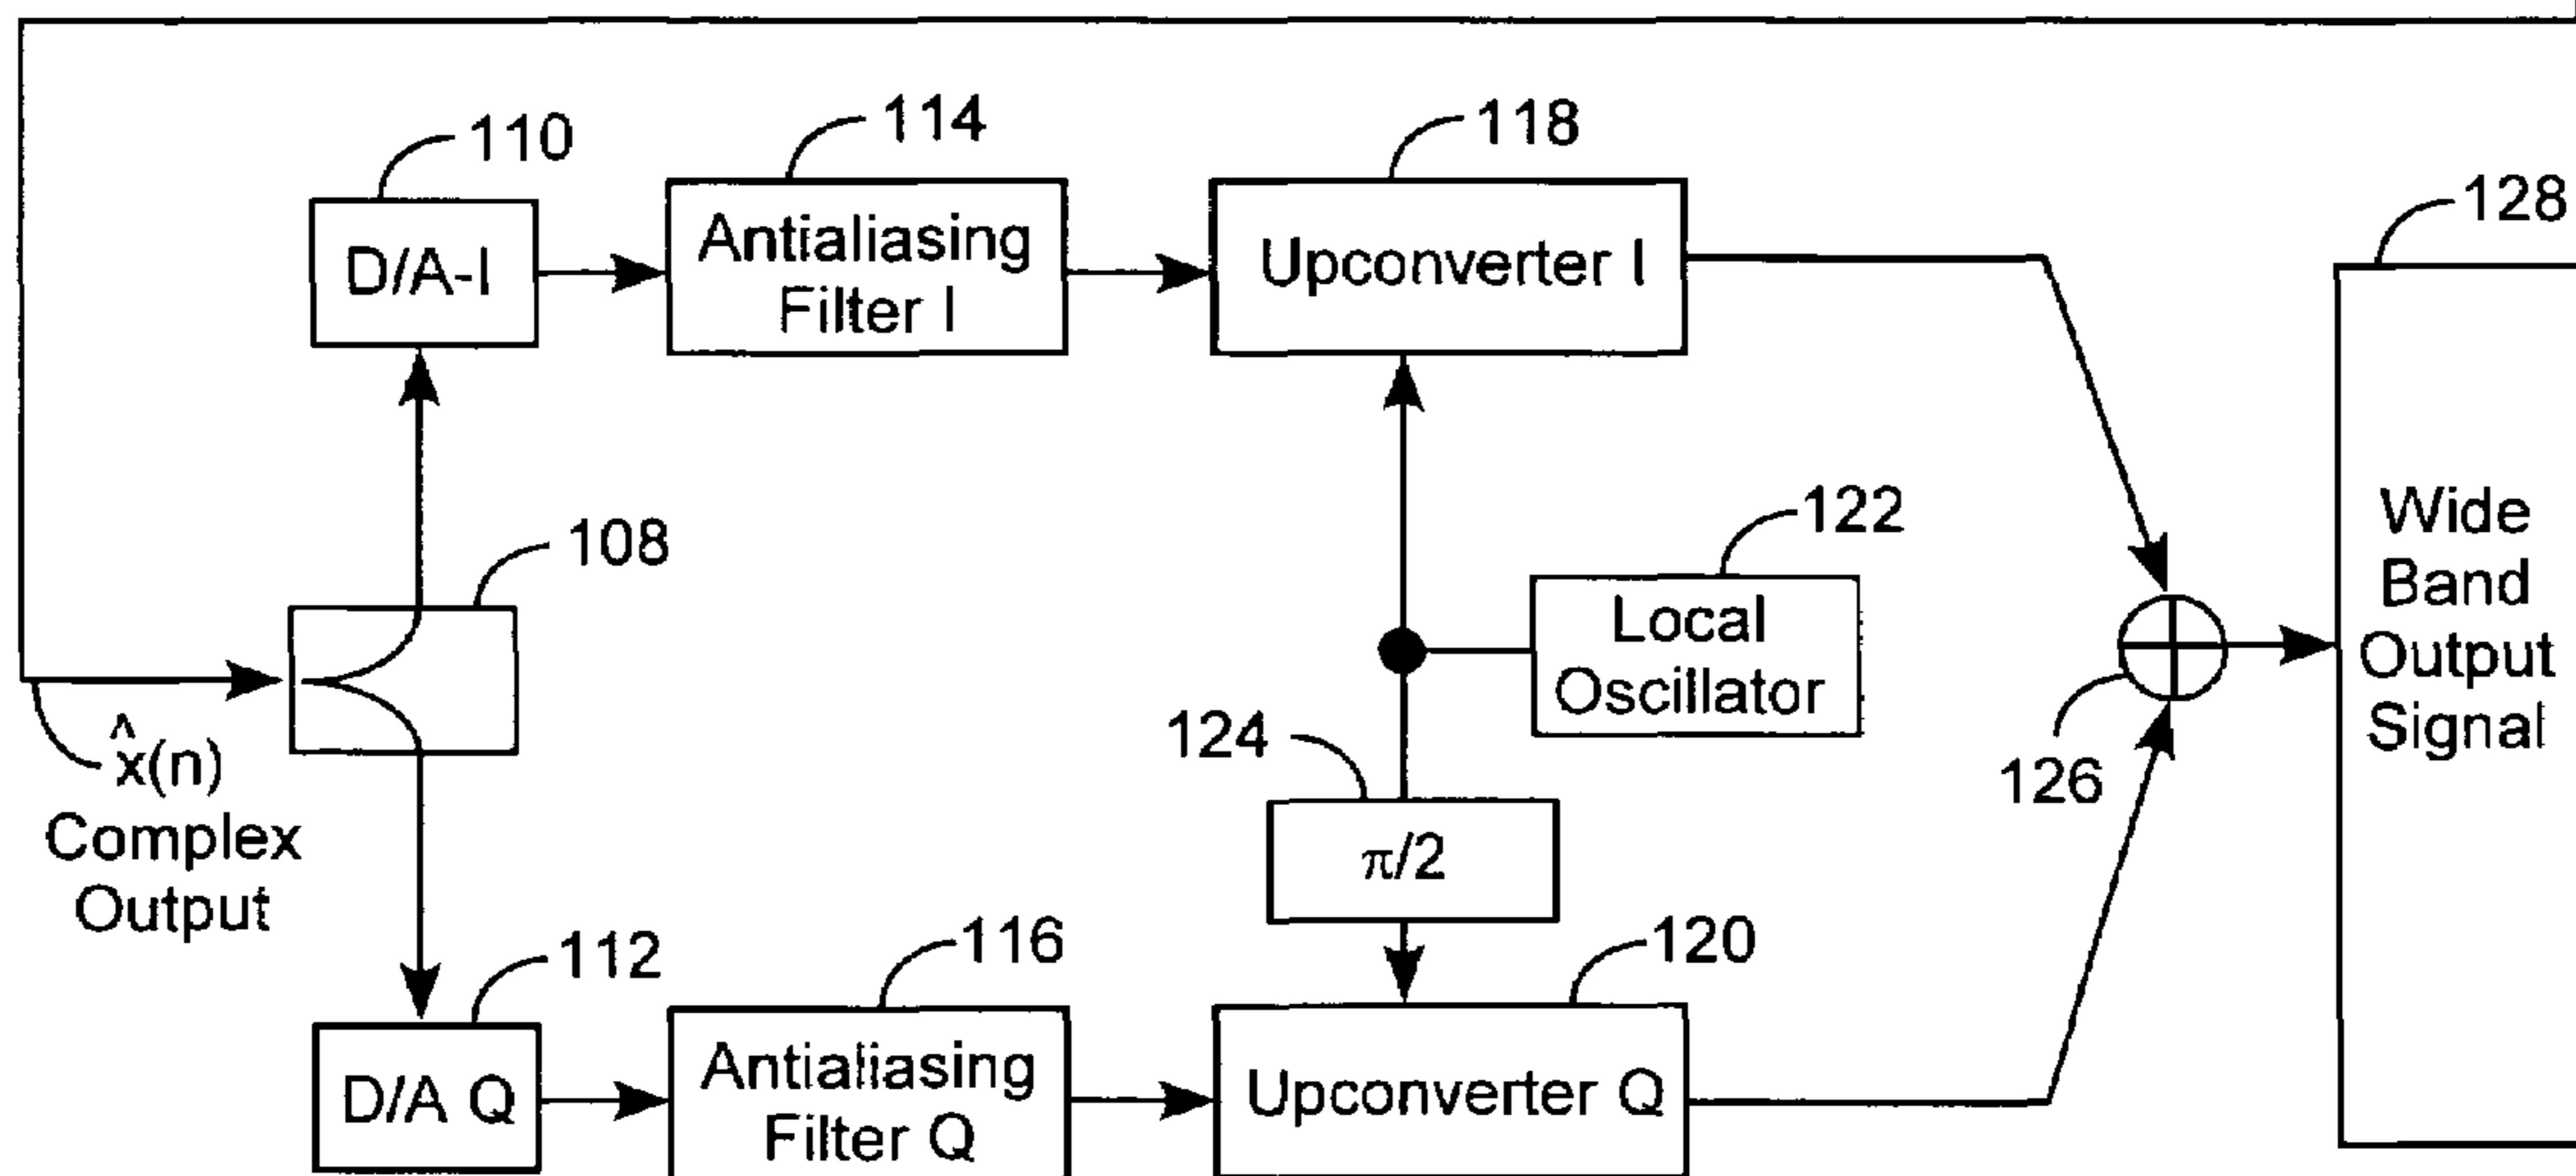 110
114
118
128
D/A-I
Antialiasing
Filter I
Upconverter I
108
122
Local
Oscillator
Wide
Band
Output
Signal
x̂(n)
Complex
Output
124
π/2
126
112
116
120
D/A Q
Antialiasing
Filter Q
Upconverter Q